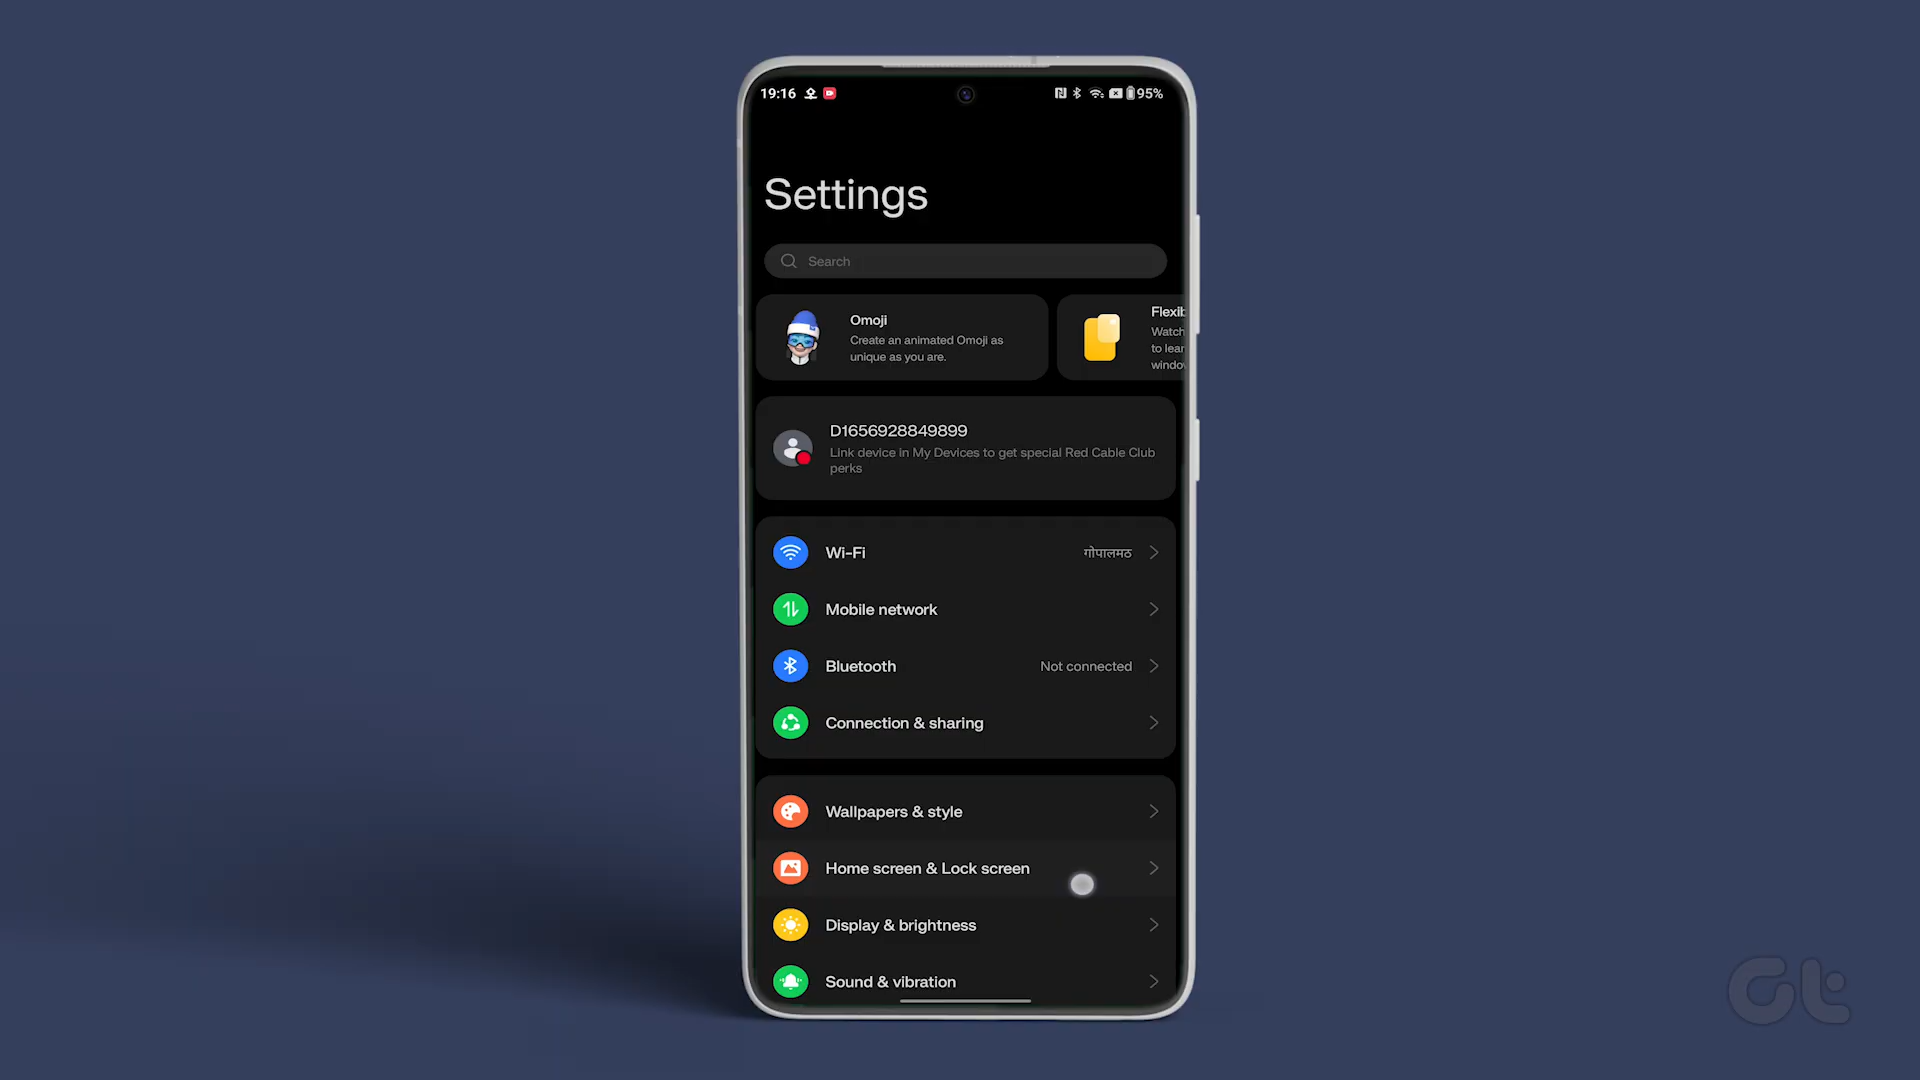 19:16
95%
Settings
Search
Omoji
Create an animated Omoji as
unique as you are.
Flexib
Watch
to lear
windov
D1656928849899
Link device in My Devices to get special Red Cable Club
perks
Wi-Fi
गोपालमठ
Mobile network
Bluetooth
Not connected
Connection & sharing
Wallpapers & style
Home screen & Lock screen
Display & brightness
Sound & vibration
Gt